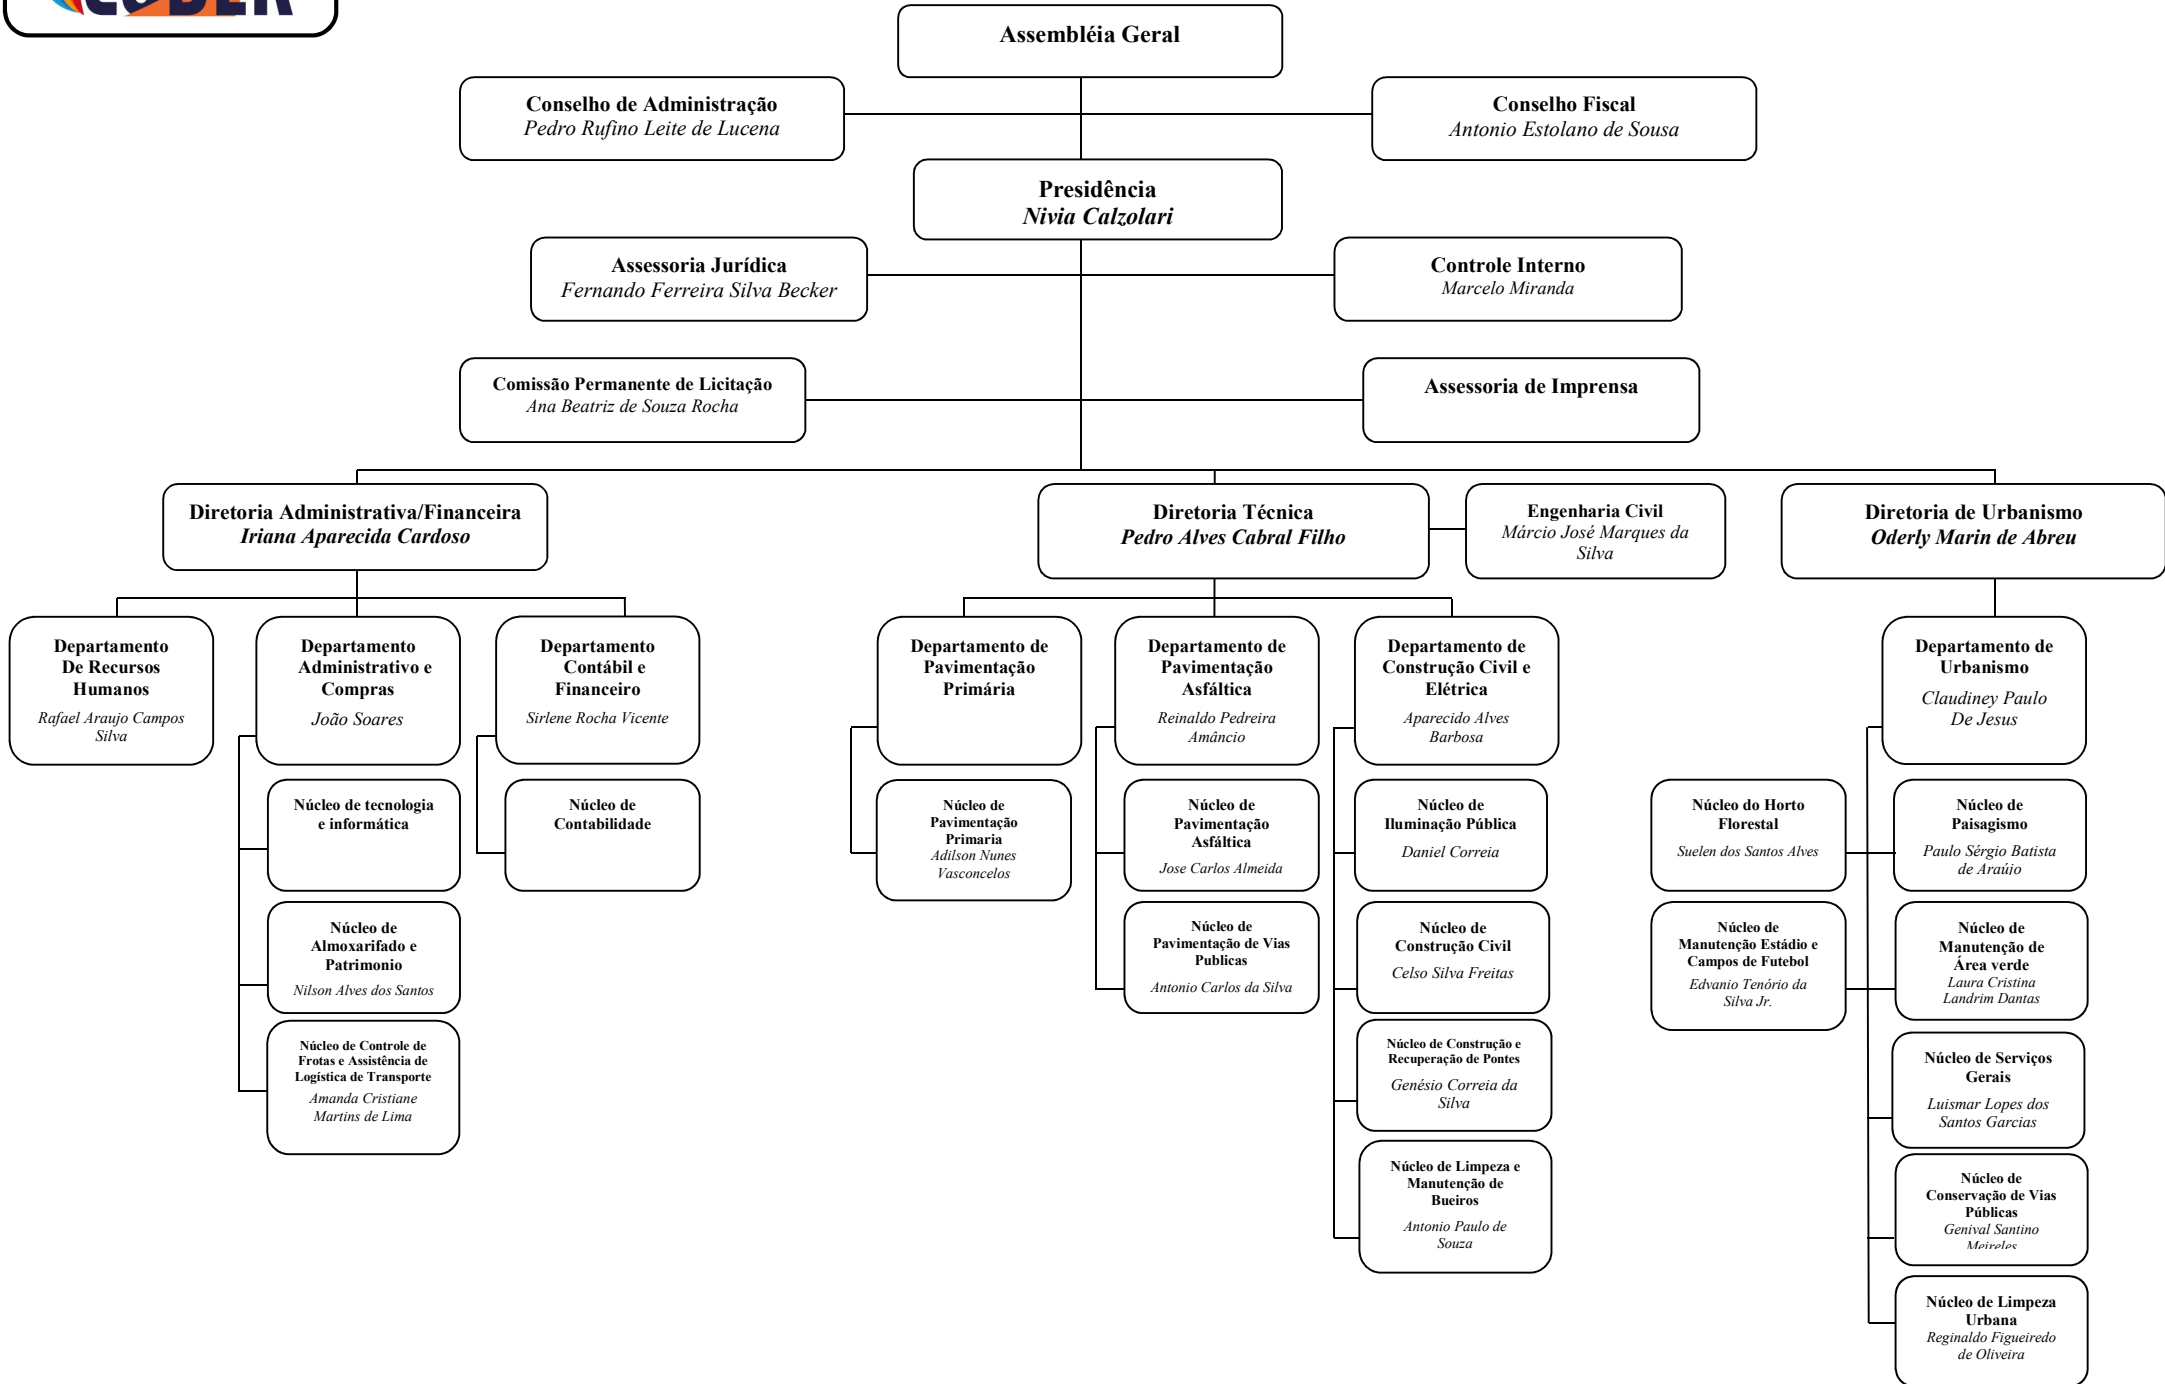 Assembléia Geral
Conselho de Administração
Pedro Rufino Leite de Lucena
Conselho Fiscal
Antonio Estolano de Sousa
Presidência
Nivia Calzolari
Assessoria Jurídica
Fernando Ferreira Silva Becker
Controle Interno
Marcelo Miranda
Comissão Permanente de Licitação
Ana Beatriz de Souza Rocha
Assessoria de Imprensa
Diretoria Administrativa/Financeira
Iriana Aparecida Cardoso
Diretoria Técnica
Pedro Alves Cabral Filho
Engenharia Civil
Márcio José Marques da
Silva
Diretoria de Urbanismo
Oderly Marin de Abreu
Departamento
De Recursos
Humanos
Rafael Araujo Campos
Silva
Departamento
Administrativo e
Compras
João Soares
Departamento
Contábil e
Financeiro
Sirlene Rocha Vicente
Departamento de
Pavimentação
Primária
Departamento de
Pavimentação
Asfáltica
Reinaldo Pedreira
Amâncio
Departamento de
Construção Civil e
Elétrica
Aparecido Alves
Barbosa
Departamento de
Urbanismo
Claudiney Paulo
De Jesus
Núcleo de tecnologia
e informática
Núcleo de
Contabilidade
Núcleo de
Pavimentação
Primaria
Adilson Nunes
Vasconcelos
Núcleo de
Pavimentação
Asfáltica
Jose Carlos Almeida
Núcleo de
Iluminação Pública
Daniel Correia
Núcleo do Horto
Florestal
Suelen dos Santos Alves
Núcleo de
Paisagismo
Paulo Sérgio Batista
de Araújo
Núcleo de
Almoxarifado e
Patrimonio
Nilson Alves dos Santos
Núcleo de
Pavimentação de Vias
Publicas
Antonio Carlos da Silva
Núcleo de
Construção Civil
Celso Silva Freitas
Núcleo de
Manutenção Estádio e
Campos de Futebol
Edvanio Tenório da
Silva Jr.
Núcleo de
Manutenção de
Área verde
Laura Cristina
Landrim Dantas
Núcleo de Controle de
Frotas e Assistência de
Logística de Transporte
Amanda Cristiane
Martins de Lima
Núcleo de Construção e
Recuperação de Pontes
Genésio Correia da
Silva
Núcleo de Serviços
Gerais
Luismar Lopes dos
Santos Garcias
Núcleo de Limpeza e
Manutenção de
Bueiros
Antonio Paulo de
Souza
Núcleo de
Conservação de Vias
Públicas
Genival Santino
Meireles
Núcleo de Limpeza
Urbana
Reginaldo Figueiredo
de Oliveira